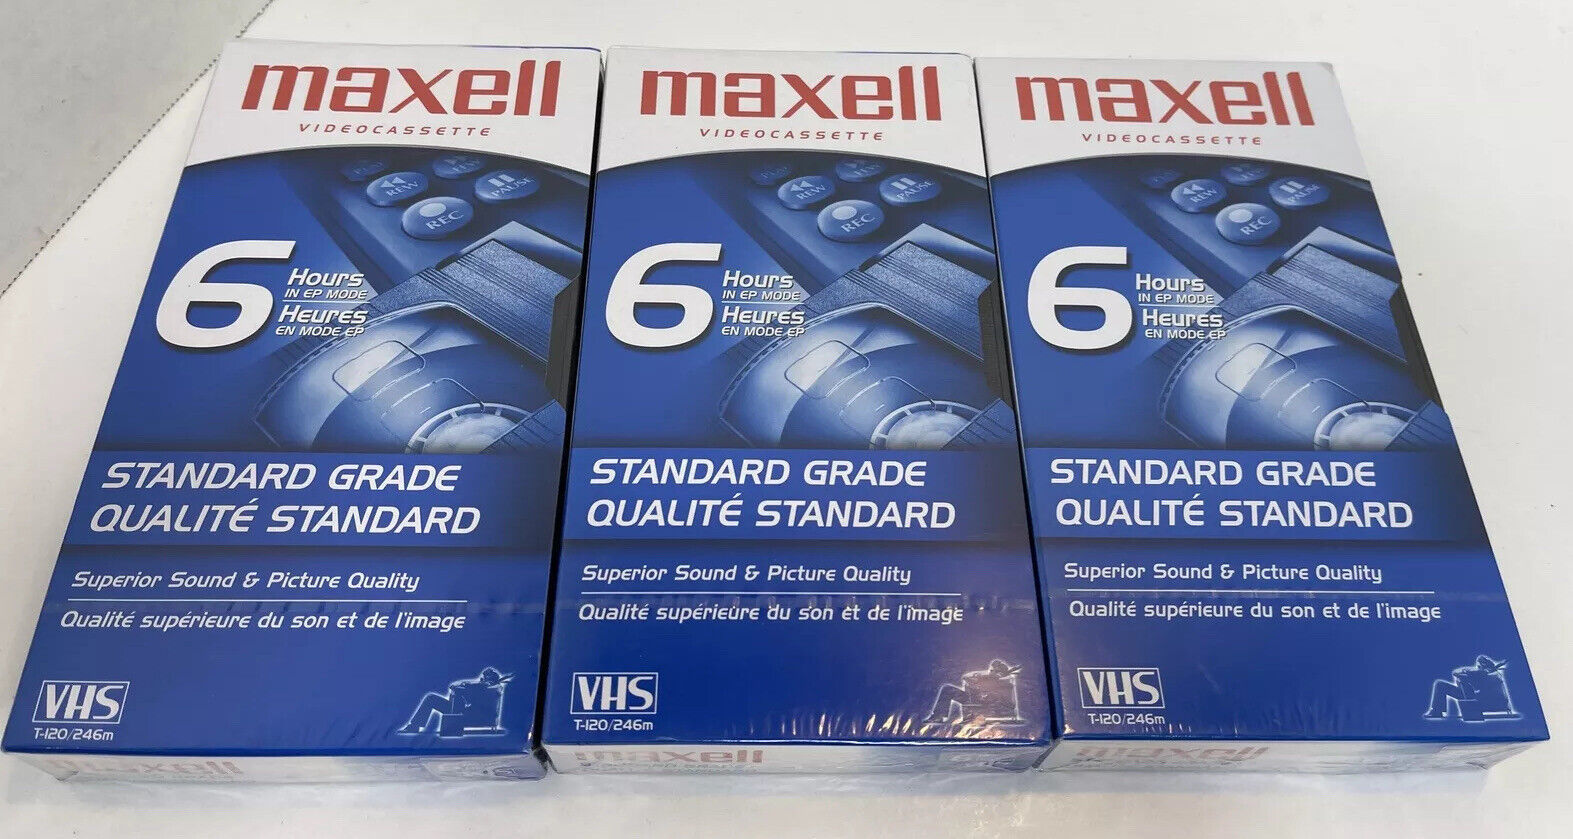 maxell
VIDEOCASSETTE
PLAY
REW
PAUSE
REC
6 Hours
IN EP MODE
Heures
EN MODE EP
STANDARD GRADE
QUALITÉ STANDARD
Superior Sound & Picture Quality
Qualité supérieure du son et de l'image
VHS
T-120/246m
maxell
maxell
VIDEOCASSETTE
REW
PAUSE
REC
6 Hours
IN EP MODE
Heures
EN MODE EP
STANDARD GRADE
QUALITÉ STANDARD
Superior Sound & Picture Quality
Qualité supérieure du son et de l'image
VHS
T-120/246m
maxell
maxell
VIDEOCASSETTE
REW
PAUSE
REC
6 Hours
IN EP MODE
Heures
EN MODE EP
STANDARD GRADE
QUALITÉ STANDARD
Superior Sound & Picture Quality
Qualité supérieure du son et de l'image
VHS
T-120/246m
maxell